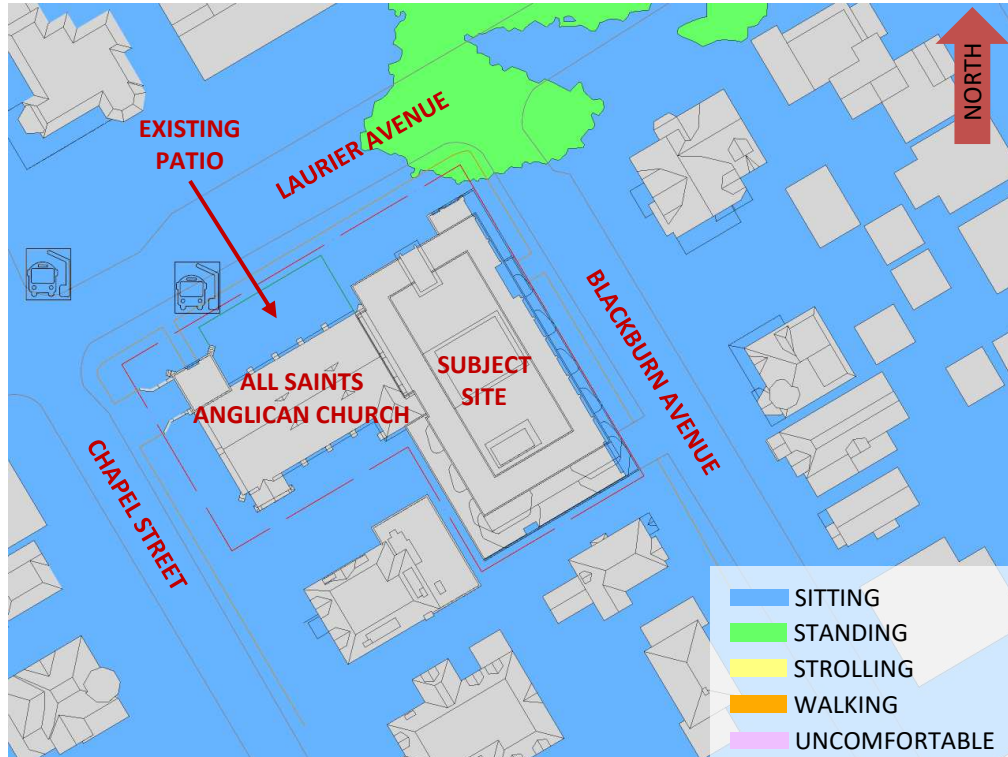 NORTH
LAURIER AVENUE
EXISTING
PATIO
BLACKBURN AVENUE
SUBJECT
SITE
ALL SAINTS
ANGLICAN CHURCH
CHAPEL STREET
SITTING
STANDING
STROLLING
WALKING
UNCOMFORTABLE